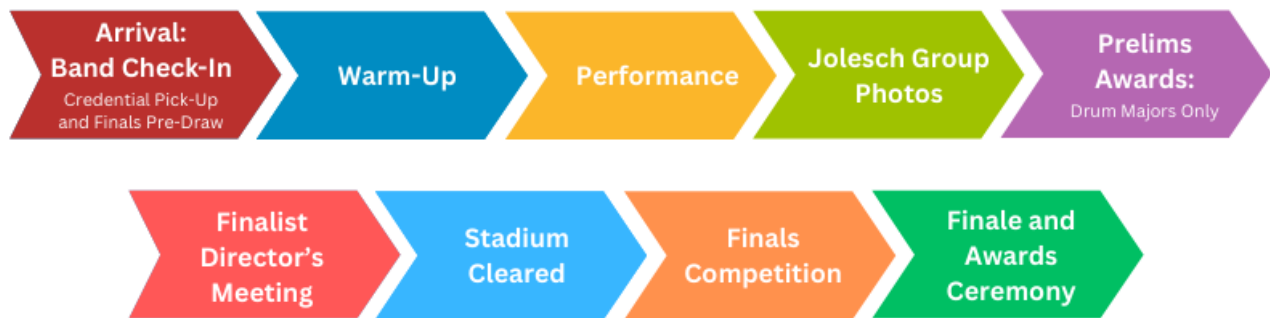 Arrival:
Band Check-In
Credential Pick-Up
and Finals Pre-Draw
Warm-Up
Performance
Jolesch Group
Photos
Prelims
Awards:
Drum Majors Only
Finalist
Director's
Meeting
Stadium
Cleared
Finals
Competition
Finale and
Awards
Ceremony